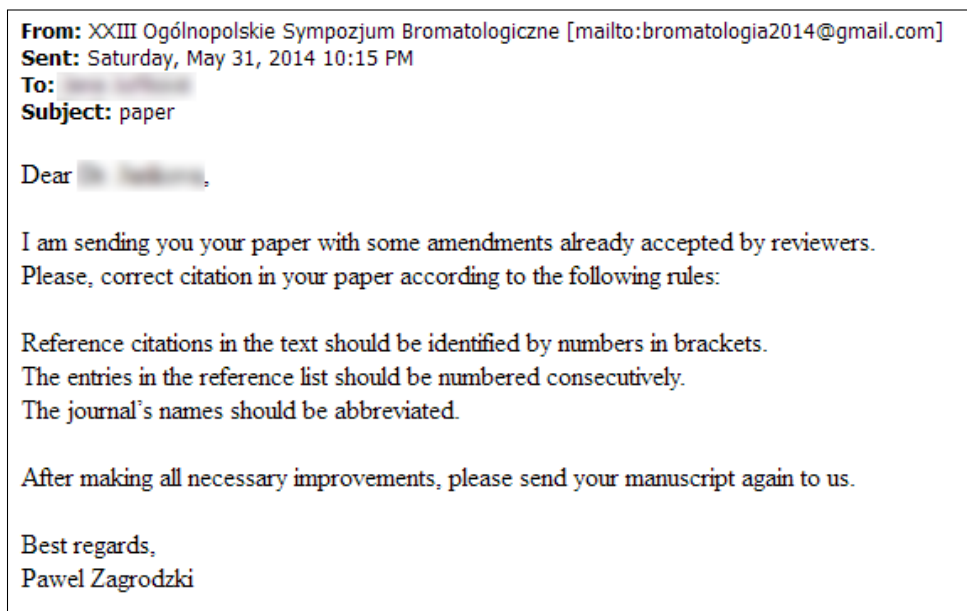 From: XXIII Ogólnopolskie Sympozjum Bromatologiczne [mailto:bromatologia2014@gmail.com]
Sent: Saturday, May 31, 2014 10:15 PM
To:
Subject: paper
Dear ,
I am sending you your paper with some amendments already accepted by reviewers.
Please, correct citation in your paper according to the following rules:
Reference citations in the text should be identified by numbers in brackets.
The entries in the reference list should be numbered consecutively.
The journal's names should be abbreviated.
After making all necessary improvements, please send your manuscript again to us.
Best regards,
Pawel Zagrodzki